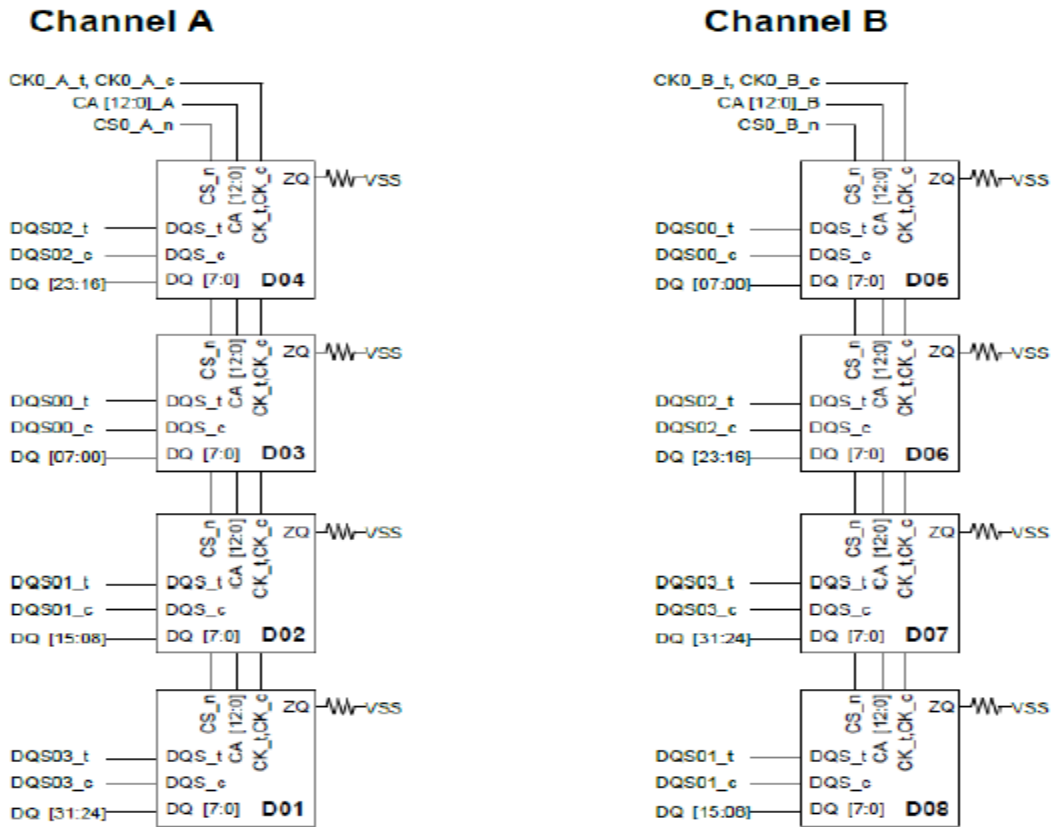 Channel A
CK0_A_t, CK0_A_c
CA [12:0]_A
CS0_A_n
CS_n
CA [12:0]
CK_t,CK_c
ZQ
VSS
DQS02_t
DQS_t
DQS02_c
DQS_c
DQ [23:16]
DQ [7:0]
D04
CS_n
CA [12:0]
CK_t,CK_c
ZQ
VSS
DQS00_t
DQS_t
DQS00_c
DQS_c
DQ [07:00]
DQ [7:0]
D03
CS_n
CA [12:0]
CK_t,CK_c
ZQ
VSS
DQS01_t
DQS_t
DQS01_c
DQS_c
DQ [15:08]
DQ [7:0]
D02
CS_n
CA [12:0]
CK_t,CK_c
ZQ
VSS
DQS03_t
DQS_t
DQS03_c
DQS_c
DQ [31:24]
DQ [7:0]
D01
Channel B
CK0_B_t, CK0_B_c
CA [12:0]_B
CS0_B_n
CS_n
CA [12:0]
CK_t,CK_c
ZQ
VSS
DQS00_t
DQS_t
DQS00_c
DQS_c
DQ [07:00]
DQ [7:0]
D05
CS_n
CA [12:0]
CK_t,CK_c
ZQ
VSS
DQS02_t
DQS_t
DQS02_c
DQS_c
DQ [23:16]
DQ [7:0]
D06
CS_n
CA [12:0]
CK_t,CK_c
ZQ
VSS
DQS03_t
DQS_t
DQS03_c
DQS_c
DQ [31:24]
DQ [7:0]
D07
CS_n
CA [12:0]
CK_t,CK_c
ZQ
VSS
DQS01_t
DQS_t
DQS01_c
DQS_c
DQ [15:08]
DQ [7:0]
D08